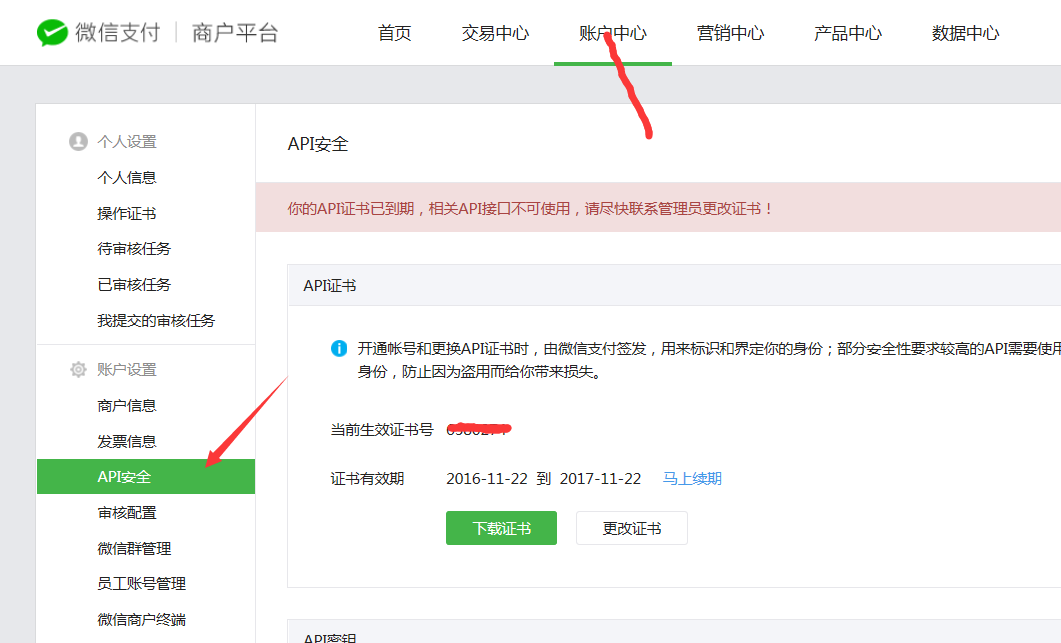 微信支付 商户平台 首页 交易中心 账户中心 营销中心 产品中心 数据中心
个人设置
个人信息
操作证书
待审核任务
已审核任务
我提交的审核任务
账户设置
商户信息
发票信息
API安全
审核配置
微信群管理
员工账号管理
微信商户终端
API安全
你的API证书已到期，相关API接口不可使用，请尽快联系管理员更改证书！
API证书
开通帐号和更换API证书时，由微信支付签发，用来标识和界定你的身份；部分安全性要求较高的API需要使用
身份，防止因为盗用而给你带来损失。
当前生效证书号
证书有效期 2016-11-22 到 2017-11-22 马上续期
下载证书 更改证书
API密钥